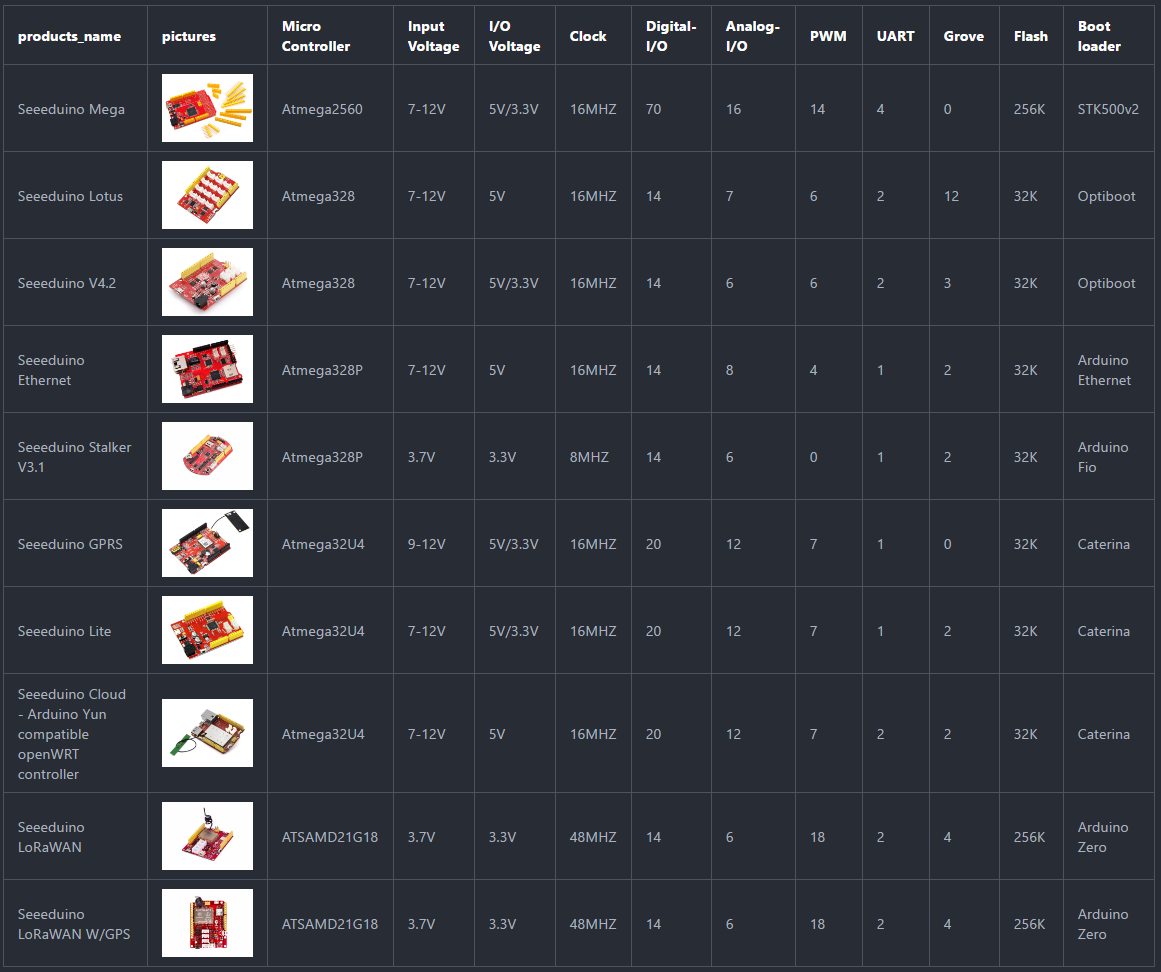 products_name pictures Micro Controller Input Voltage I/O Voltage Clock Digital-I/O Analog-I/O PWM UART Grove Flash Boot loader
Seeeduino Mega Atmega2560 7-12V 5V/3.3V 16MHZ 70 16 14 4 0 256K STK500v2
Seeeduino Lotus Atmega328 7-12V 5V 16MHZ 14 7 6 2 12 32K Optiboot
Seeeduino V4.2 Atmega328 7-12V 5V/3.3V 16MHZ 14 6 6 2 3 32K Optiboot
Seeeduino Ethernet Atmega328P 7-12V 5V 16MHZ 14 8 4 1 2 32K Arduino Ethernet
Seeeduino Stalker V3.1 Atmega328P 3.7V 3.3V 8MHZ 14 6 0 1 2 32K Arduino Fio
Seeeduino GPRS Atmega32U4 9-12V 5V/3.3V 16MHZ 20 12 7 1 0 32K Caterina
Seeeduino Lite Atmega32U4 7-12V 5V/3.3V 16MHZ 20 12 7 1 2 32K Caterina
Seeeduino Cloud - Arduino Yun compatible openWRT controller Atmega32U4 7-12V 5V 16MHZ 20 12 7 2 2 32K Caterina
Seeeduino LoRaWAN ATSAMD21G18 3.7V 3.3V 48MHZ 14 6 18 2 4 256K Arduino Zero
Seeeduino LoRaWAN W/GPS ATSAMD21G18 3.7V 3.3V 48MHZ 14 6 18 2 4 256K Arduino Zero